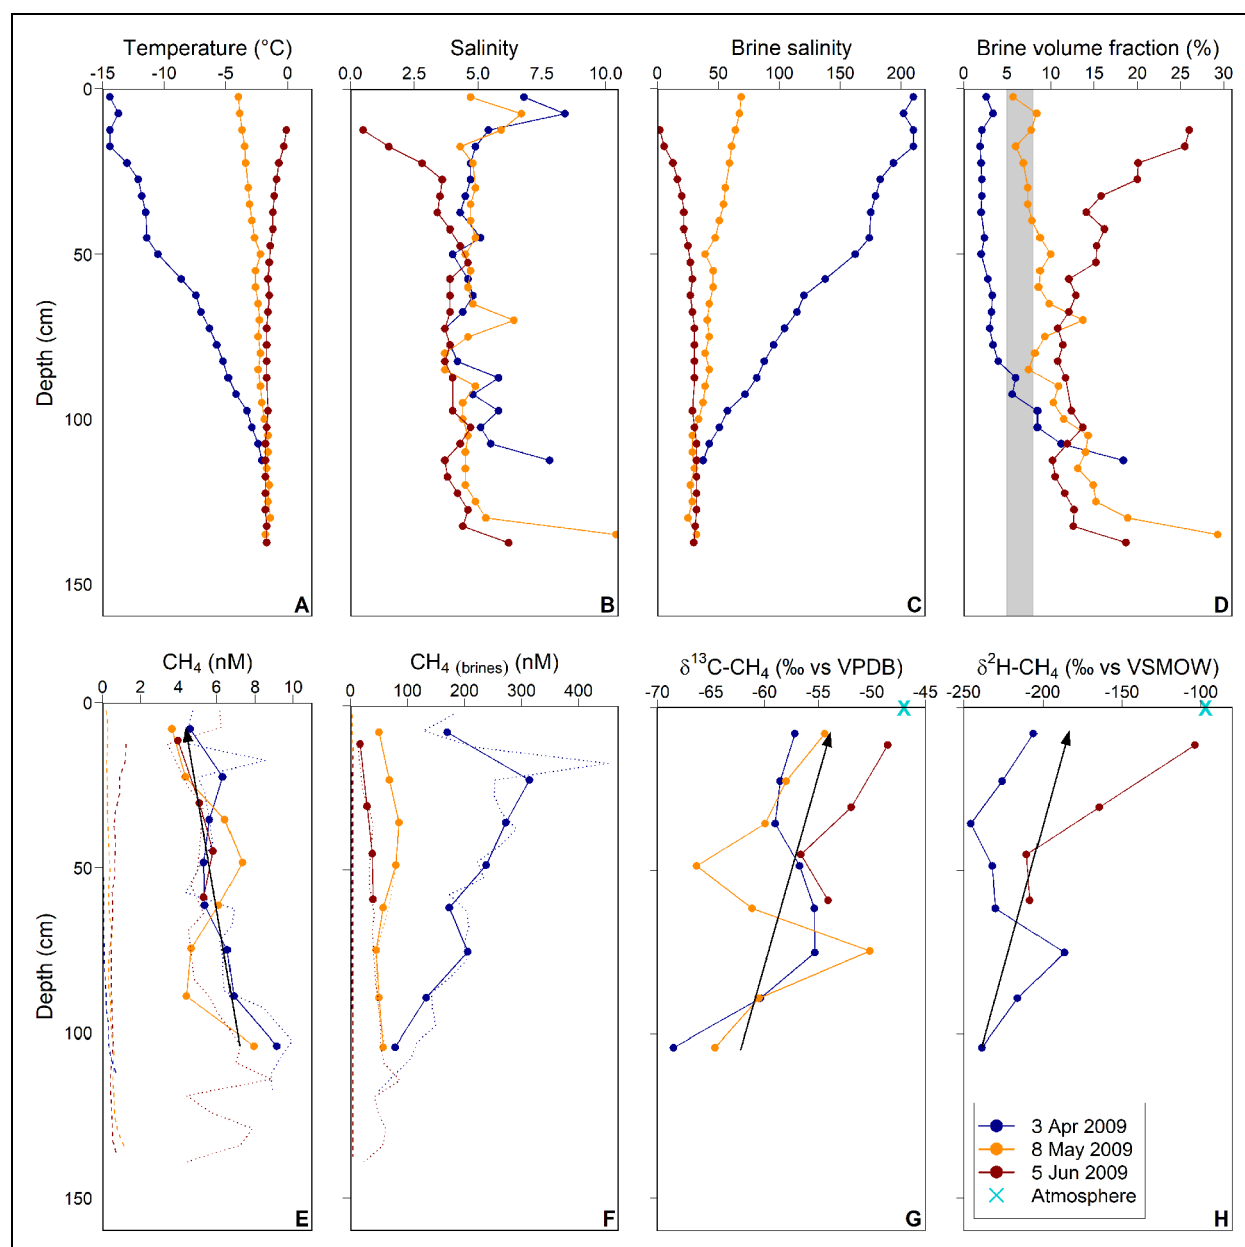 Temperature (°C)
-15 -10 -5 0
Depth (cm)
0
50
100
150
A
Salinity
0.0 2.5 5.0 7.5 10.0
B
Brine salinity
0 50 100 150 200
C
Brine volume fraction (%)
0 5 10 15 20 25 30
D
CH4 (nM)
0 2 4 6 8 10
Depth (cm)
0
50
100
150
E
CH4 (brines) (nM)
0 100 200 300 400
F
δ13C-CH4 (‰ vs VPDB)
-70 -65 -60 -55 -50 -45
G
δ2H-CH4 (‰ vs VSMOW)
-250 -200 -150 -100
3 Apr 2009
8 May 2009
5 Jun 2009
Atmosphere
H